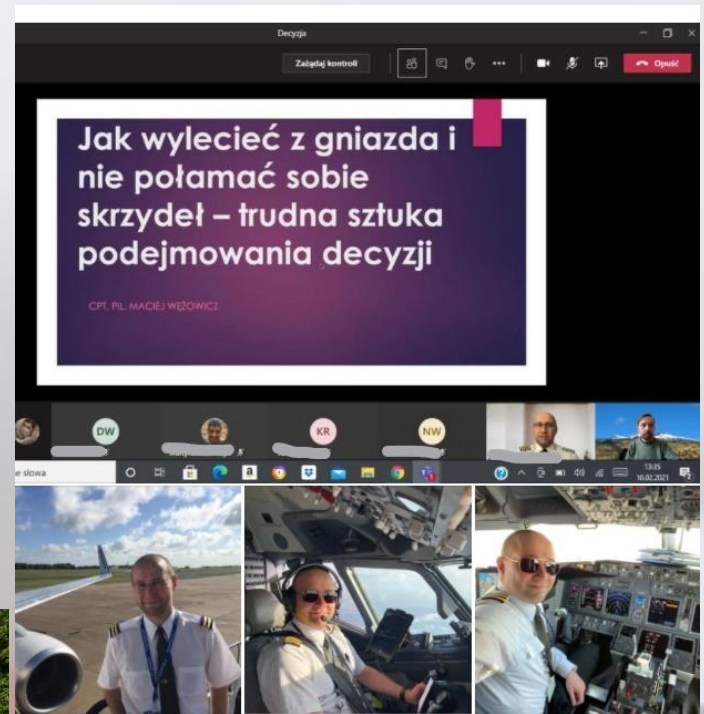 Decyzja
Zażądaj kontroli
Opuść
Jak wylecieć z gniazda i
nie połamać sobie
skrzydeł – trudna sztuka
podejmowania decyzji
CPT. PIL. MACIEJ WĘŻOWICZ
DW
KR
NW
słowa
13:35
10.02.2021